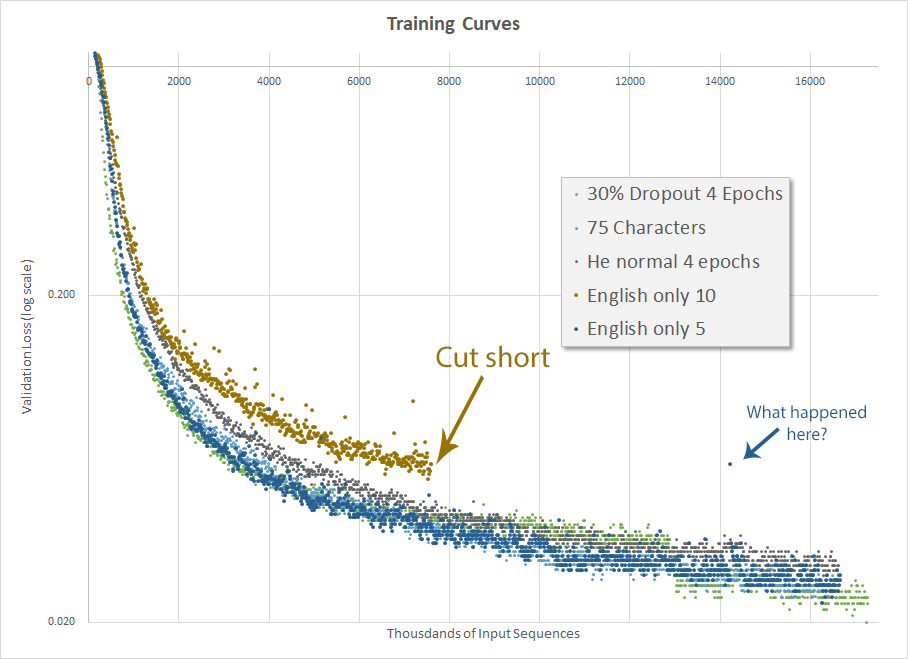 Training Curves
0 2000 4000 6000 8000 10000 12000 14000 16000
30% Dropout 4 Epochs
75 Characters
He normal 4 epochs
English only 10
English only 5
0.200
Validation Loss (log scale)
Cut short
What happened
here?
0.020
Thousdands of Input Sequences